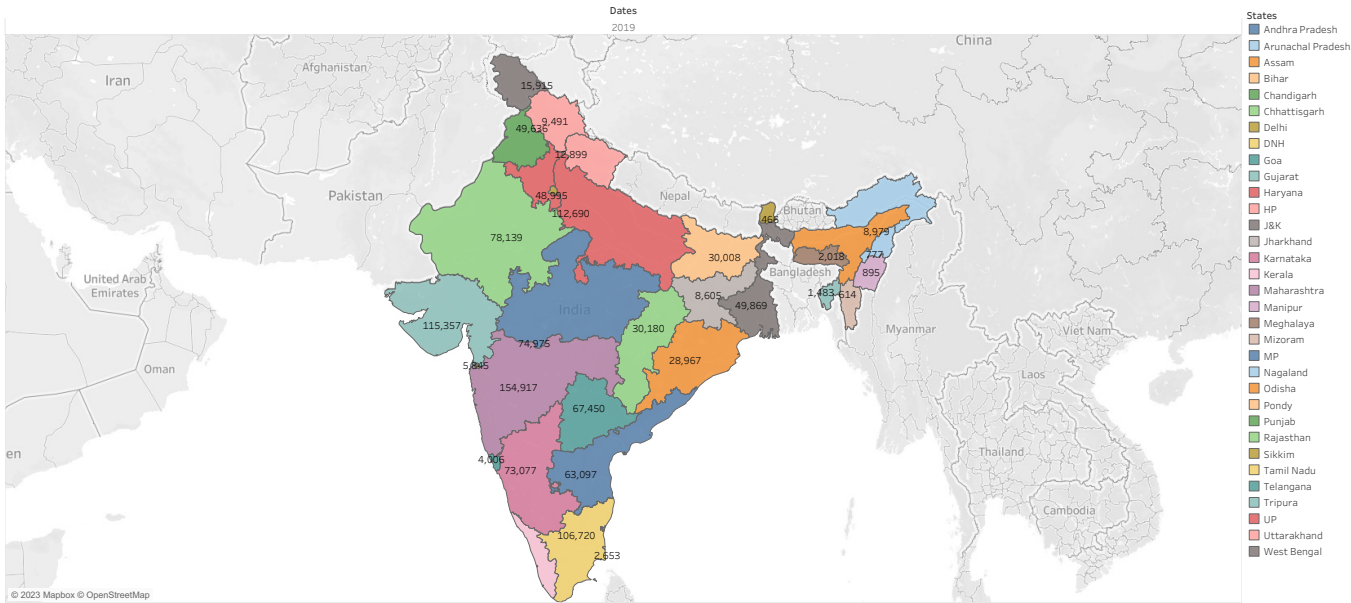 Dates
2019
States
Andhra Pradesh
Arunachal Pradesh
Assam
Bihar
Chandigarh
Chhattisgarh
Delhi
DNH
Goa
Gujarat
Haryana
HP
J&K
Jharkhand
Karnataka
Kerala
Maharashtra
Manipur
Meghalaya
Mizoram
MP
Nagaland
Odisha
Pondy
Punjab
Rajasthan
Sikkim
Tamil Nadu
Telangana
Tripura
UP
Uttarakhand
West Bengal
China
Afghanistan
Iran
15,915
9,491
49,636
12,899
Pakistan
Nepal
48,995
112,690
Bhutan
466
78,139
8,979
777
2,018
30,008
Bangladesh
895
United Arab
Emirates
8,605
1,483
614
49,869
India
115,357
30,180
Myanmar
Viet Nam
74,975
28,967
5,845
Oman
Laos
154,917
67,450
en
4,006
73,077
63,097
Thailand
Cambodia
106,720
2,653
© 2023 Mapbox © OpenStreetMap